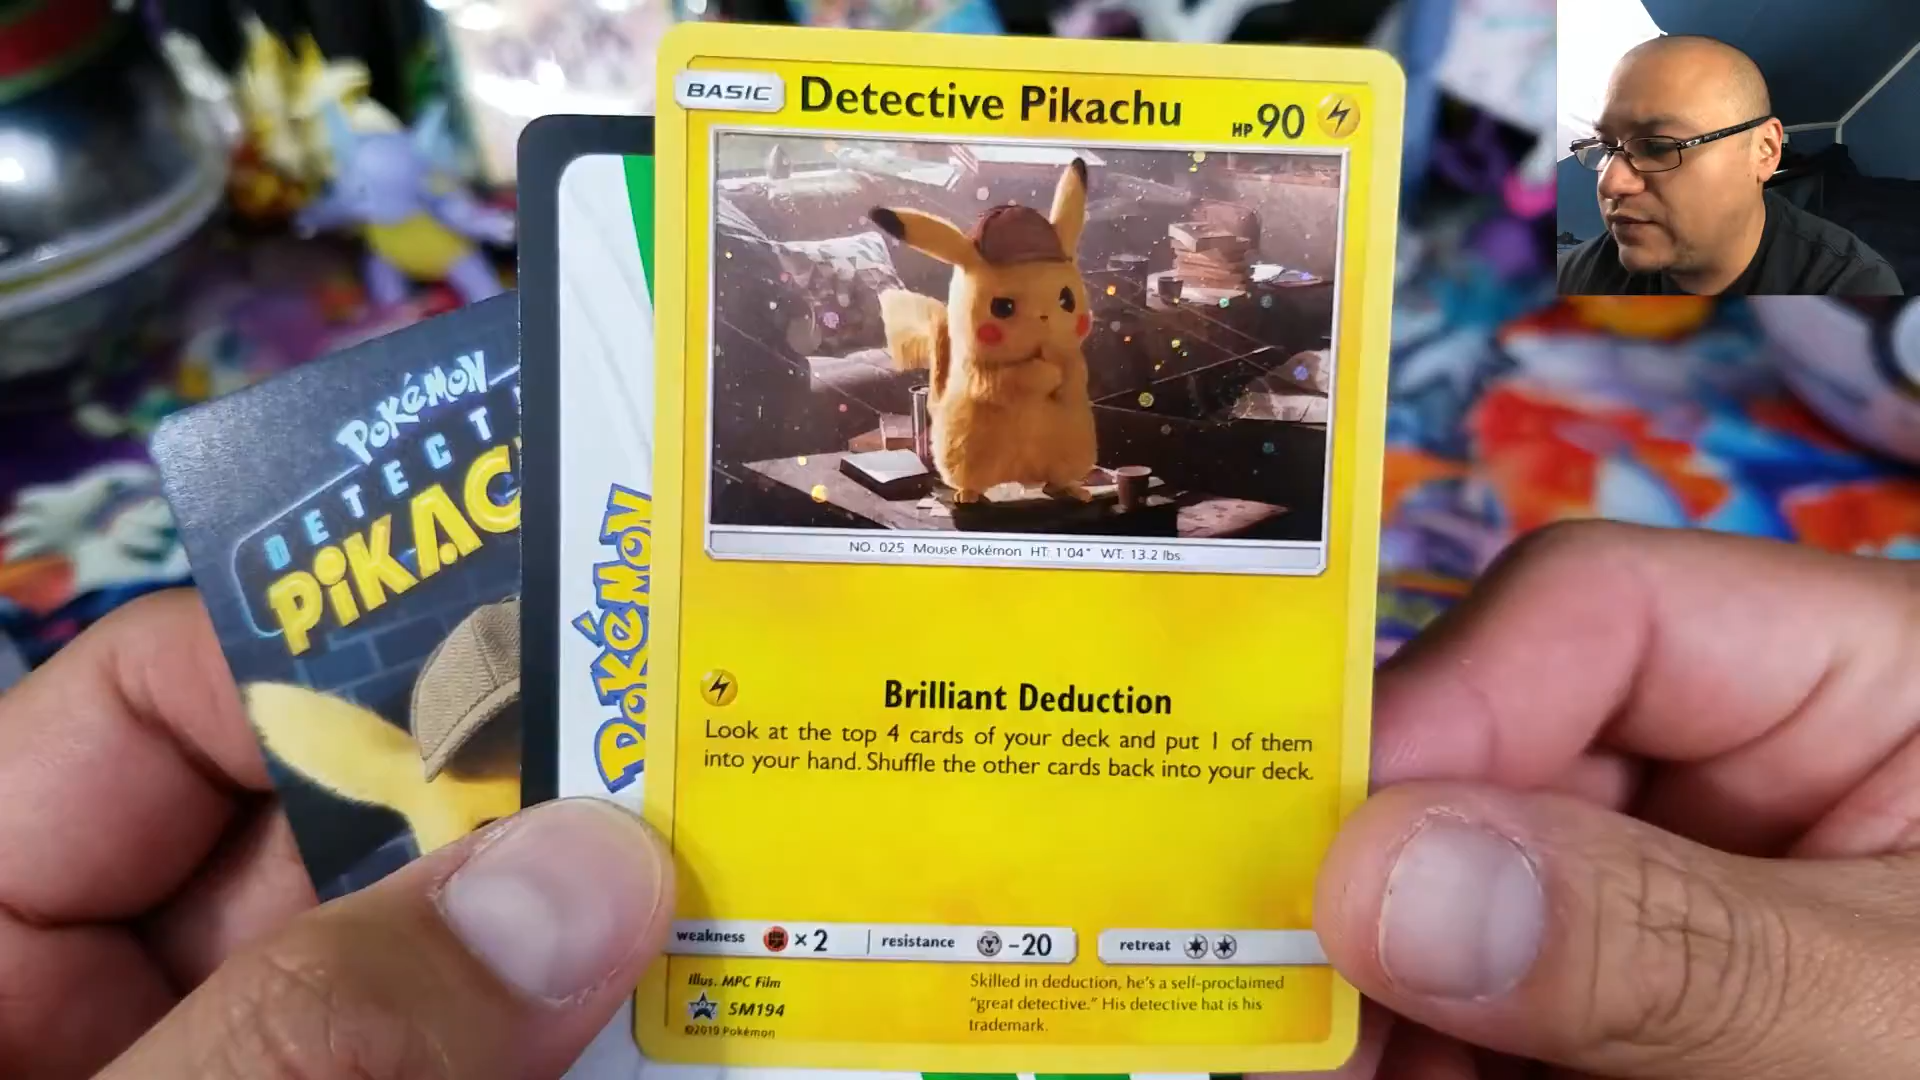 BASIC
Detective Pikachu
HP 90
NO. 025 Mouse Pokémon HT: 1'04" WT: 13.2 lbs.
Brilliant Deduction
Look at the top 4 cards of your deck and put 1 of them
into your hand. Shuffle the other cards back into your deck.
weakness ×2
resistance -20
retreat
Illus. MPC Film
SM194
©2019 Pokémon
Skilled in deduction, he's a self-proclaimed
"great detective." His detective hat is his
trademark.
POKéMON
DETECT
PiKAC
POKéMON